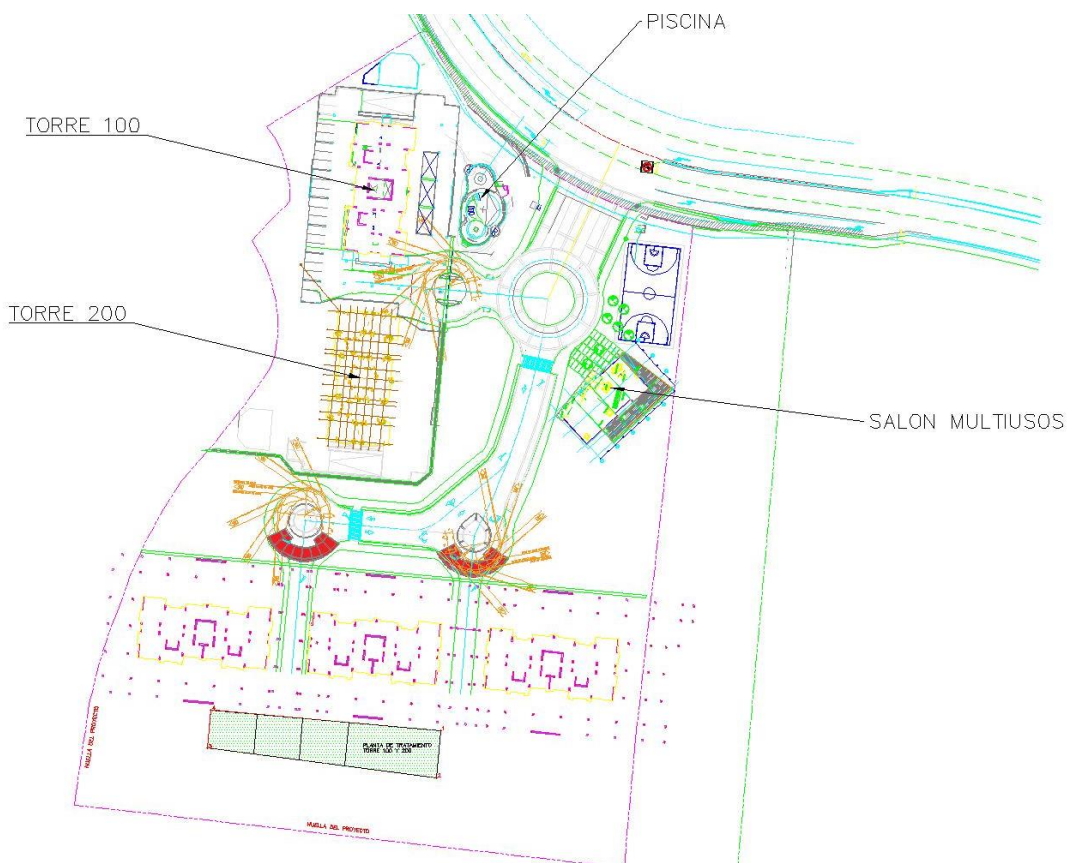 PISCINA
TORRE 100
TORRE 200
SALON MULTIUSOS
PLANTA DE TRATAMIENTO
TORRE 100 Y 200
HUELLA DEL PROYECTO
HUELLA DEL PROYECTO